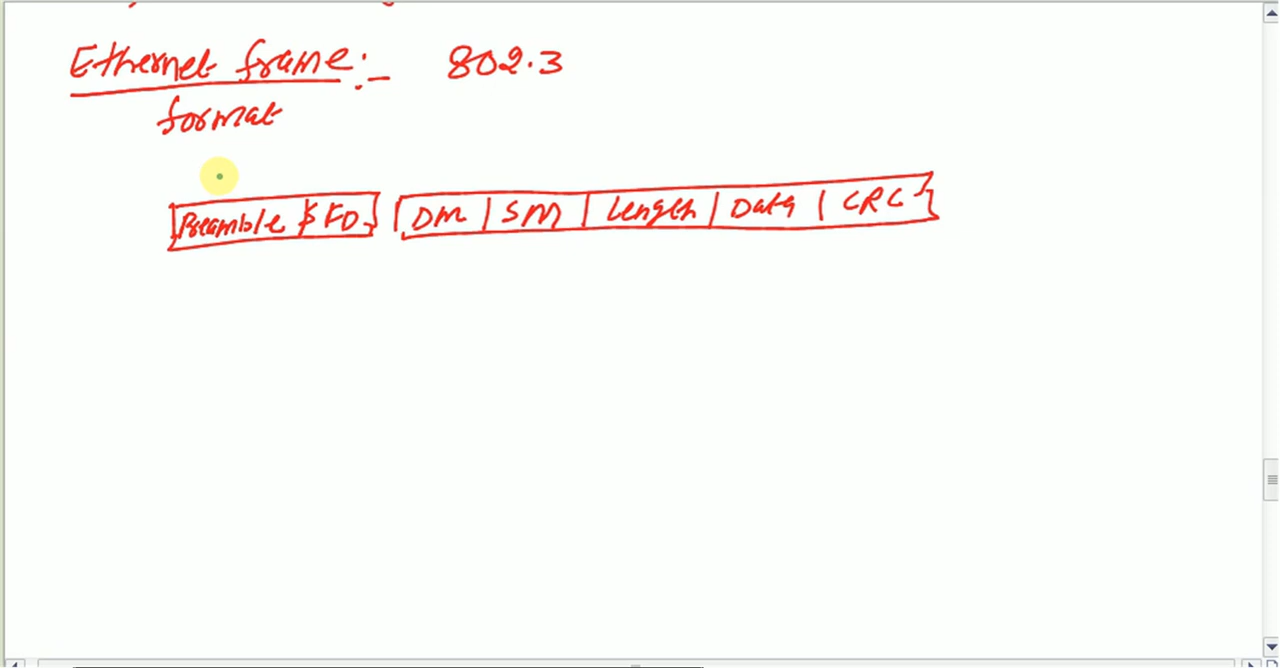 Ethernet frame:- 802.3
format
Preamble | SFD | DM | SM | Length | Data | CRC